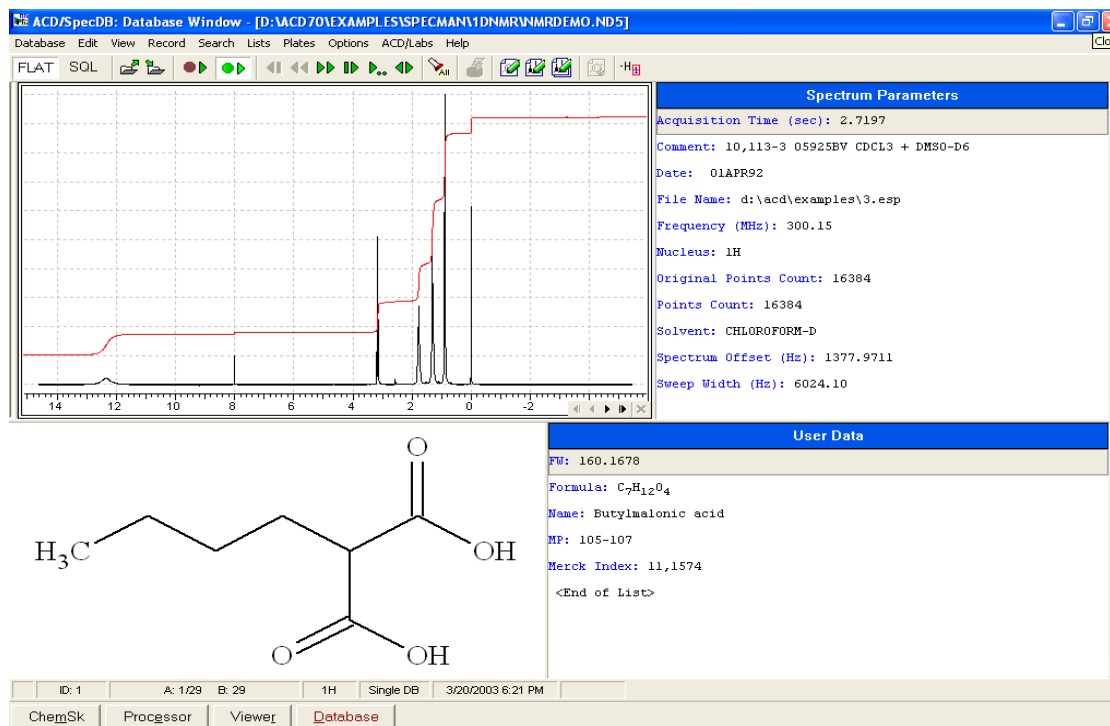 ACD/SpecDB: Database Window - [D:\ACD70\EXAMPLES\SPECMAN\1DNMR\NMRDEMO.ND5]
Database Edit View Record Search Lists Plates Options ACD/Labs Help
Clo
FLAT SQL All -H
Spectrum Parameters
Acquisition Time (sec): 2.7197
Comment: 10,113-3 05925BV CDCL3 + DMSO-D6
Date: 01APR92
File Name: d:\acd\examples\3.esp
Frequency (MHz): 300.15
Nucleus: 1H
Original Points Count: 16384
Points Count: 16384
Solvent: CHLOROFORM-D
Spectrum Offset (Hz): 1377.9711
Sweep Width (Hz): 6024.10
14 12 10 8 6 4 2 0 -2
User Data
FW: 160.1678
Formula: C7H12O4
Name: Butylmalonic acid
MP: 105-107
Merck Index: 11,1574
<End of List>
O
H3C
OH
O
OH
ID: 1 A: 1/29 B: 29 1H Single DB 3/20/2003 6:21 PM
ChemSk Processor Viewer Database